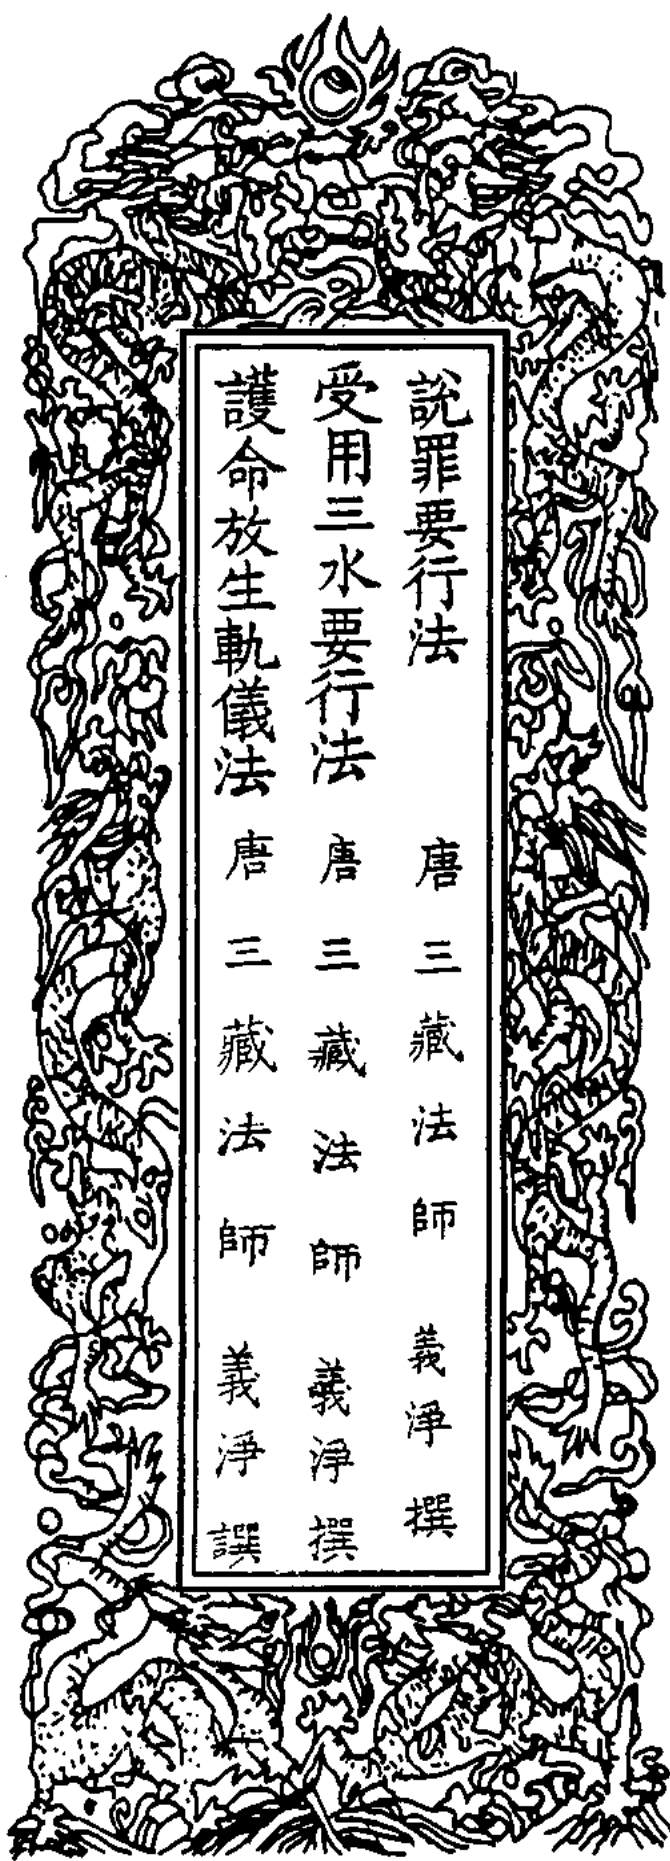 說罪要行法 唐三藏法師 義淨撰
受用三水要行法 唐三藏法師 義淨撰
護命放生軌儀法 唐三藏法師 義淨譔